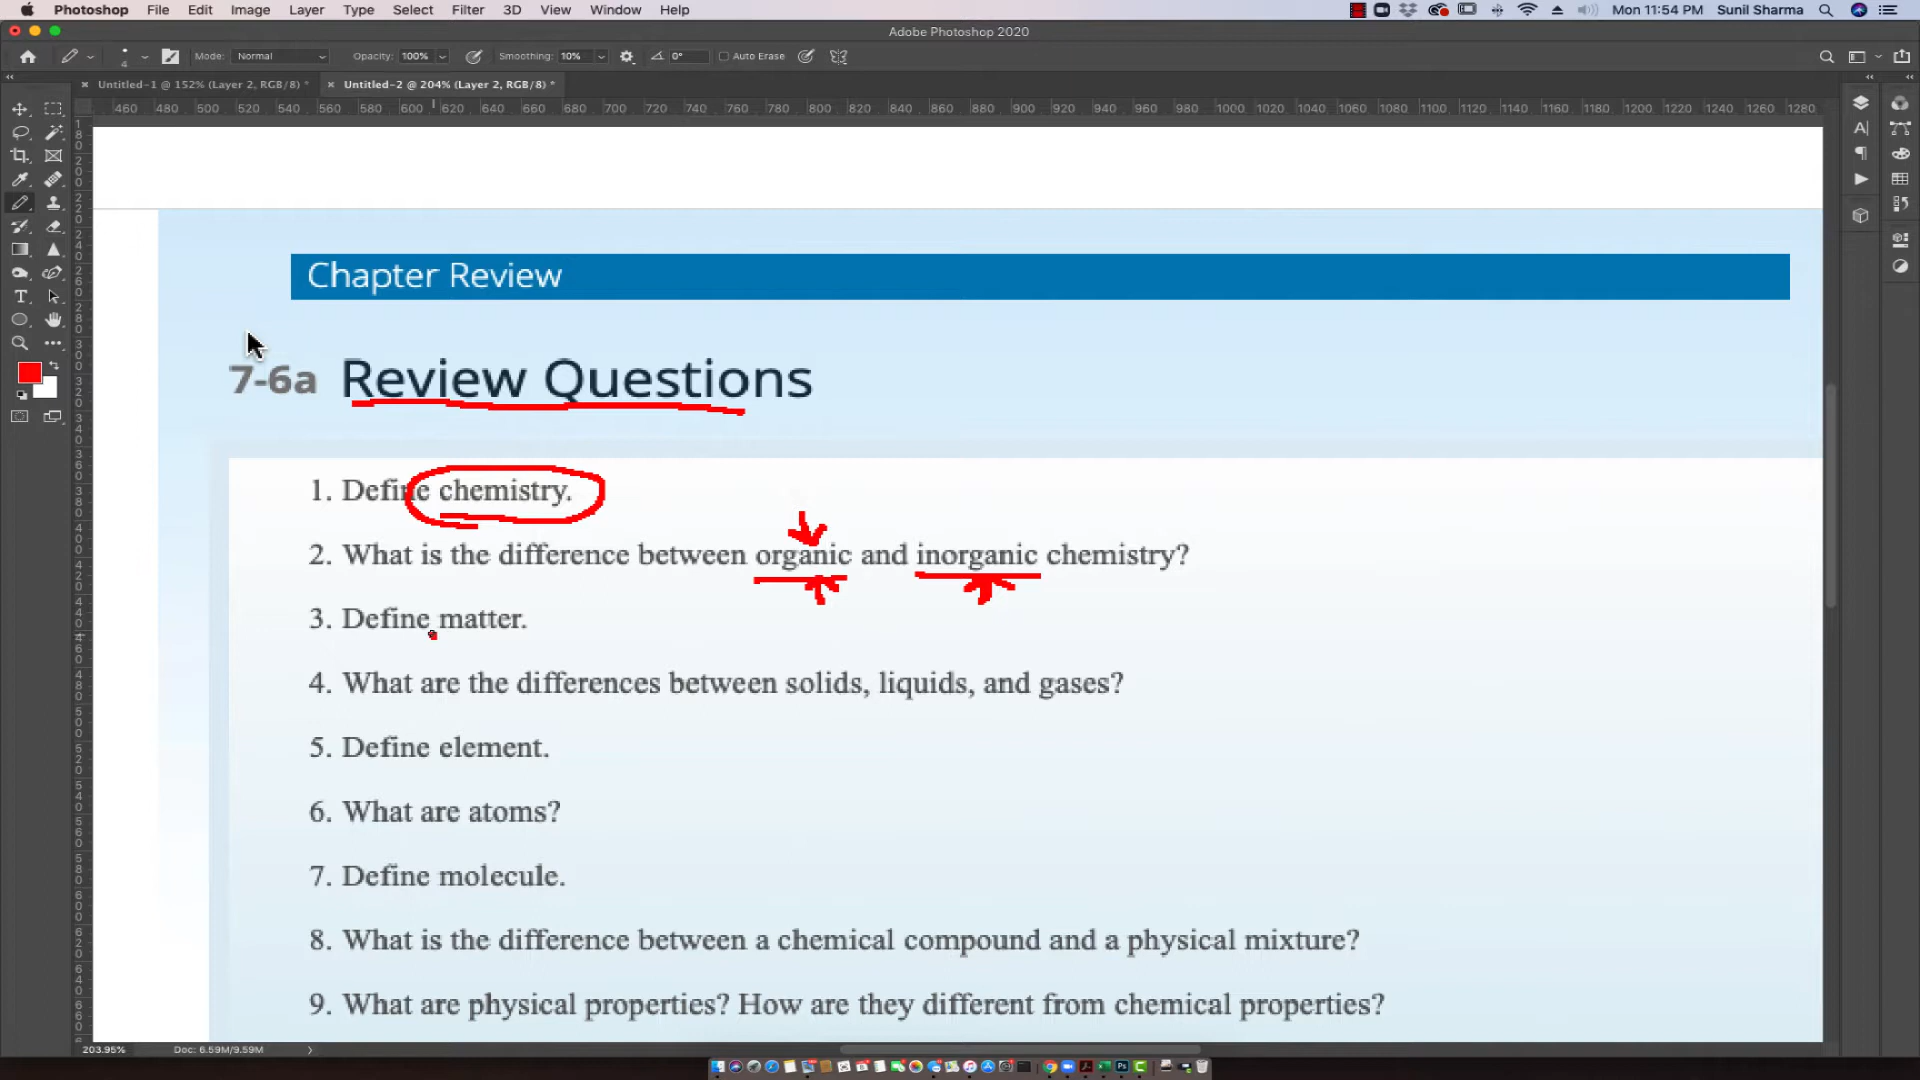 Photoshop File Edit Image Layer Type Select Filter 3D View Window Help Mon 11:54 PM Sunil Sharma
Adobe Photoshop 2020
Mode: Normal Opacity: 100% Smoothing: 10% 0° Auto Erase
Untitled-1 @ 152% (Layer 2, RGB/8) * Untitled-2 @ 204% (Layer 2, RGB/8) *
460 480 500 520 540 560 580 600 620 640 660 680 700 720 740 760 780 800 820 840 860 880 900 920 940 960 980 1000 1020 1040 1060 1080 1100 1120 1140 1160 1180 1200 1220 1240 1260 1280
Chapter Review
7-6a Review Questions
1. Define chemistry.
2. What is the difference between organic and inorganic chemistry?
3. Define matter.
4. What are the differences between solids, liquids, and gases?
5. Define element.
6. What are atoms?
7. Define molecule.
8. What is the difference between a chemical compound and a physical mixture?
9. What are physical properties? How are they different from chemical properties?
203.95% Doc: 6.59M/9.59M